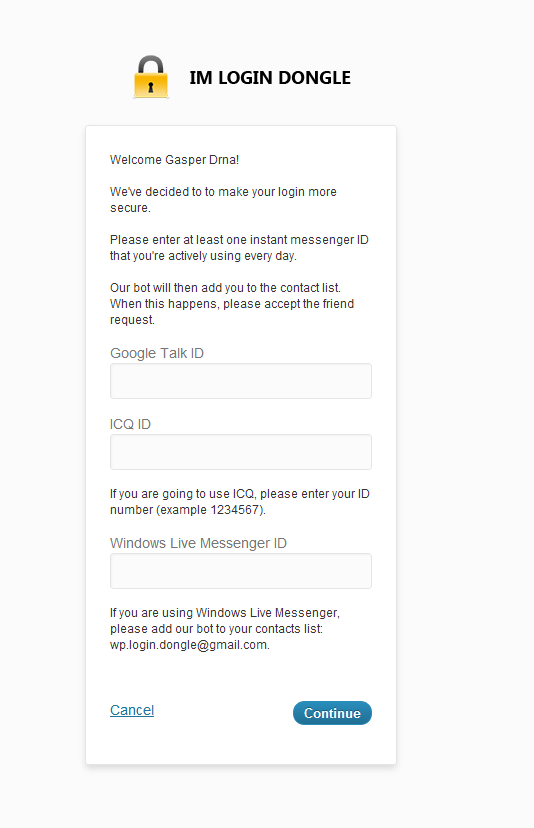 IM LOGIN DONGLE
Welcome Gasper Drna!
We've decided to to make your login more
secure.
Please enter at least one instant messenger ID
that you're actively using every day.
Our bot will then add you to the contact list.
When this happens, please accept the friend
request.
Google Talk ID
ICQ ID
If you are going to use ICQ, please enter your ID
number (example 1234567).
Windows Live Messenger ID
If you are using Windows Live Messenger,
please add our bot to your contacts list:
wp.login.dongle@gmail.com.
Cancel
Continue